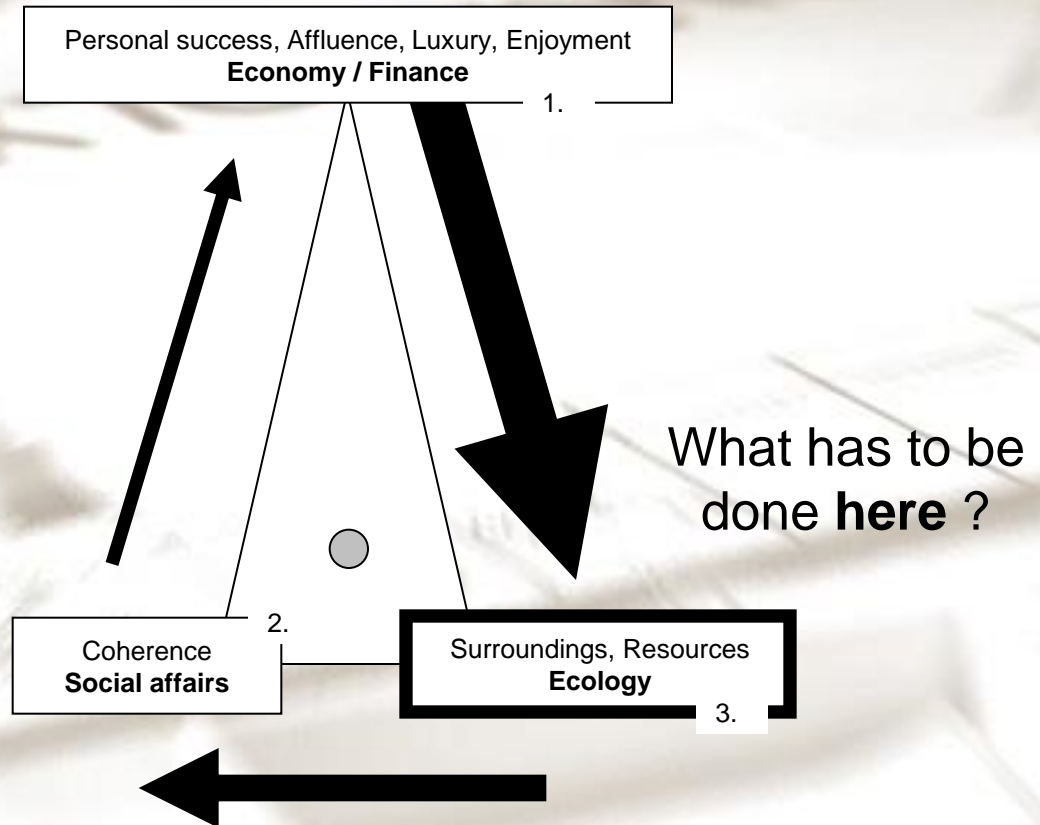 Personal success, Affluence, Luxury, Enjoyment
Economy / Finance
1.
What has to be
done here ?
2.
Coherence
Social affairs
Surroundings, Resources
Ecology
3.